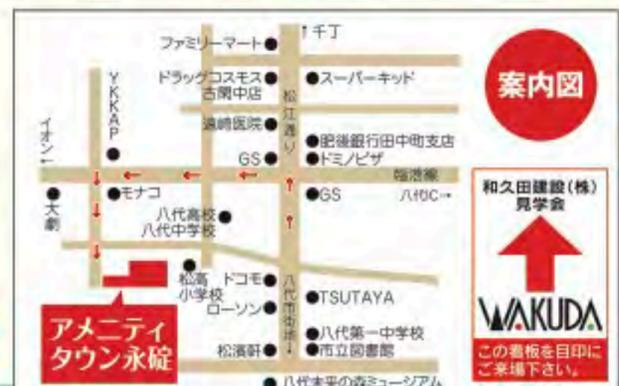 ↑千丁
ファミリーマート
ドラッグコスモス
古閑中店
スーパーキッド
松江通り
YKKAP
イオン←
遠崎医院
肥後銀行田中町支店
ドミノピザ
GS
臨港線
大劇
モナコ
GS
八代IC→
八代高校
八代中学校
松高
小学校
ドコモ
八代市街地↓
TSUTAYA
ローソン
八代第一中学校
松濱軒
市立図書館
八代未来の森ミュージアム
アメニティ
タウン永碇
案内図
和久田建設(株)
見学会
WAKUDA
この看板を目印に
ご来場下さい。